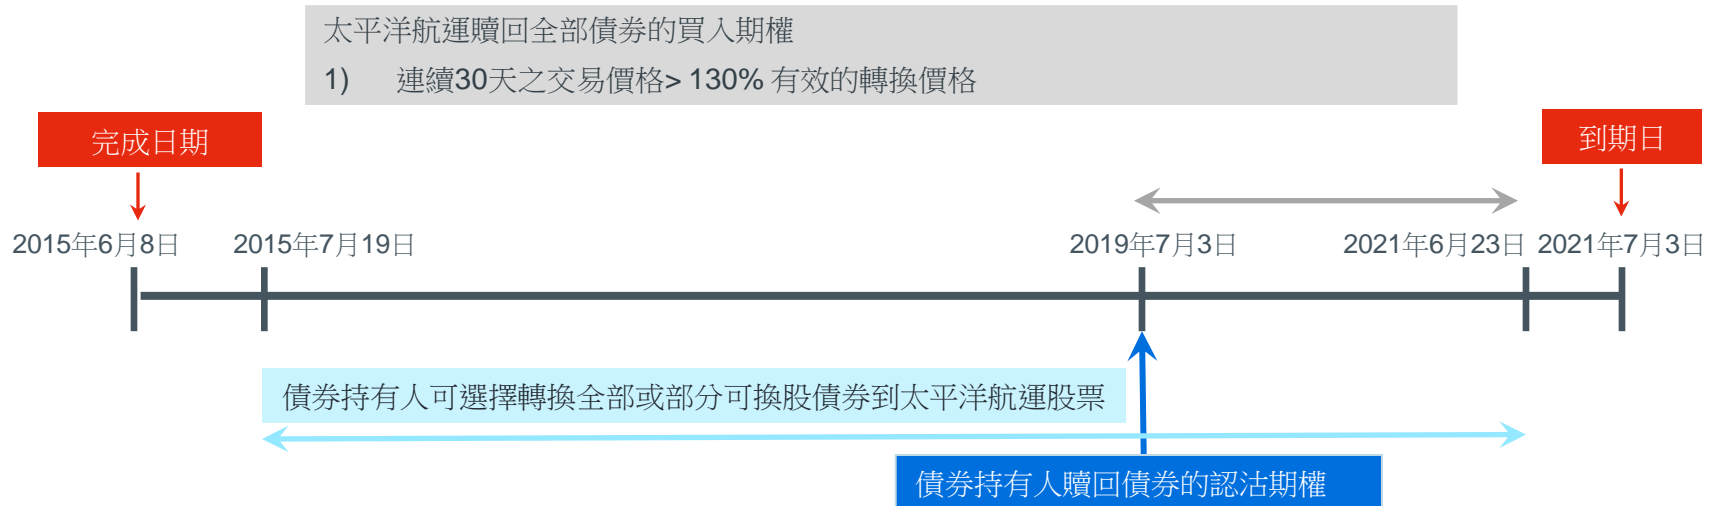 太平洋航運贖回全部債券的買入期權
1) 連續30天之交易價格> 130% 有效的轉換價格
完成日期
到期日
2015年6月8日
2015年7月19日
2019年7月3日
2021年6月23日
2021年7月3日
債券持有人可選擇轉換全部或部分可換股債券到太平洋航運股票
債券持有人贖回債券的認沽期權